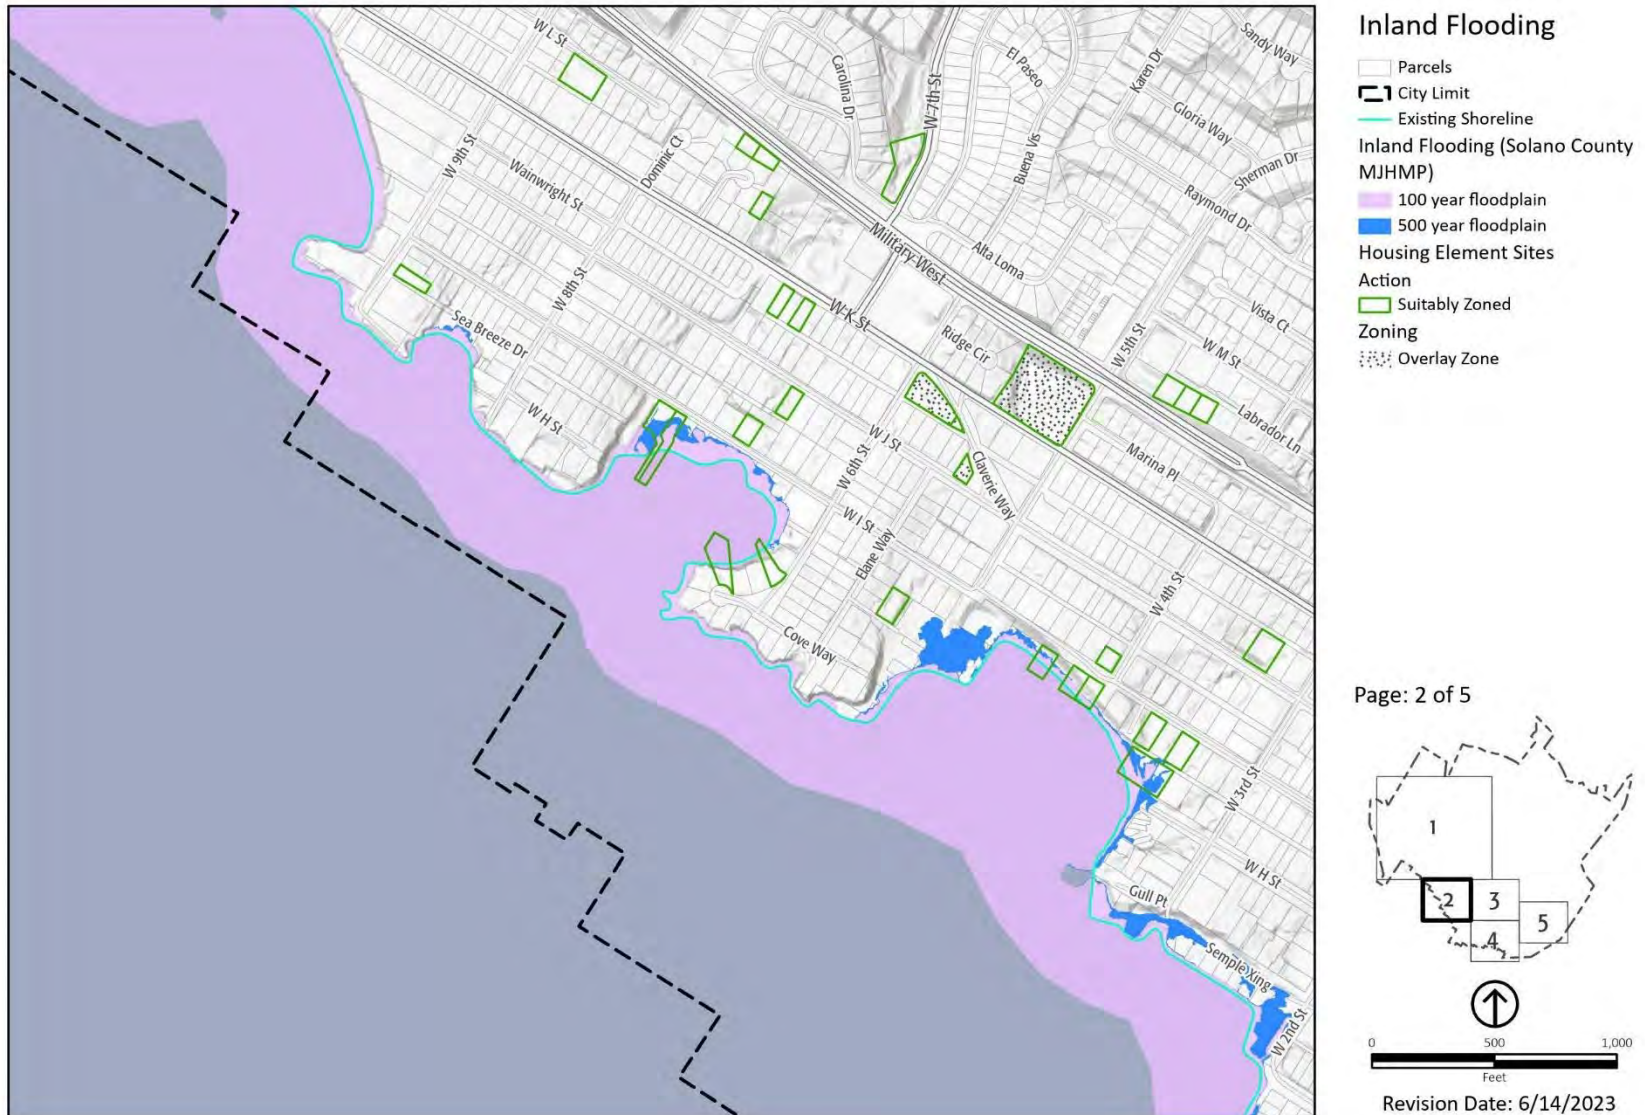 Inland Flooding
Parcels
City Limit
Existing Shoreline
Inland Flooding (Solano County
MJHMP)
100 year floodplain
500 year floodplain
Housing Element Sites
Action
Suitably Zoned
Zoning
Overlay Zone
W L St
Carolina Dr
W 7th St
El Paseo
Karen Dr
Sandy Way
Gloria Way
Sherman Dr
W 9th St
Dominic Ct
Buena Vis
Wainwright St
Raymond Dr
Military West
Alta Loma
W 8th St
W K St
Vista Ct
Sea Breeze Dr
Ridge Cir
W 5th St
W M St
W H St
W J St
Labrador Ln
W 6th St
Claverie Way
Marina Pl
W I St
Elane Way
W 4th St
Cove Way
W 3rd St
W H St
Gull Pt
Semple Xing
W 2nd St
Page: 2 of 5
1
2
3
4
5
0
500
1,000
Feet
Revision Date: 6/14/2023